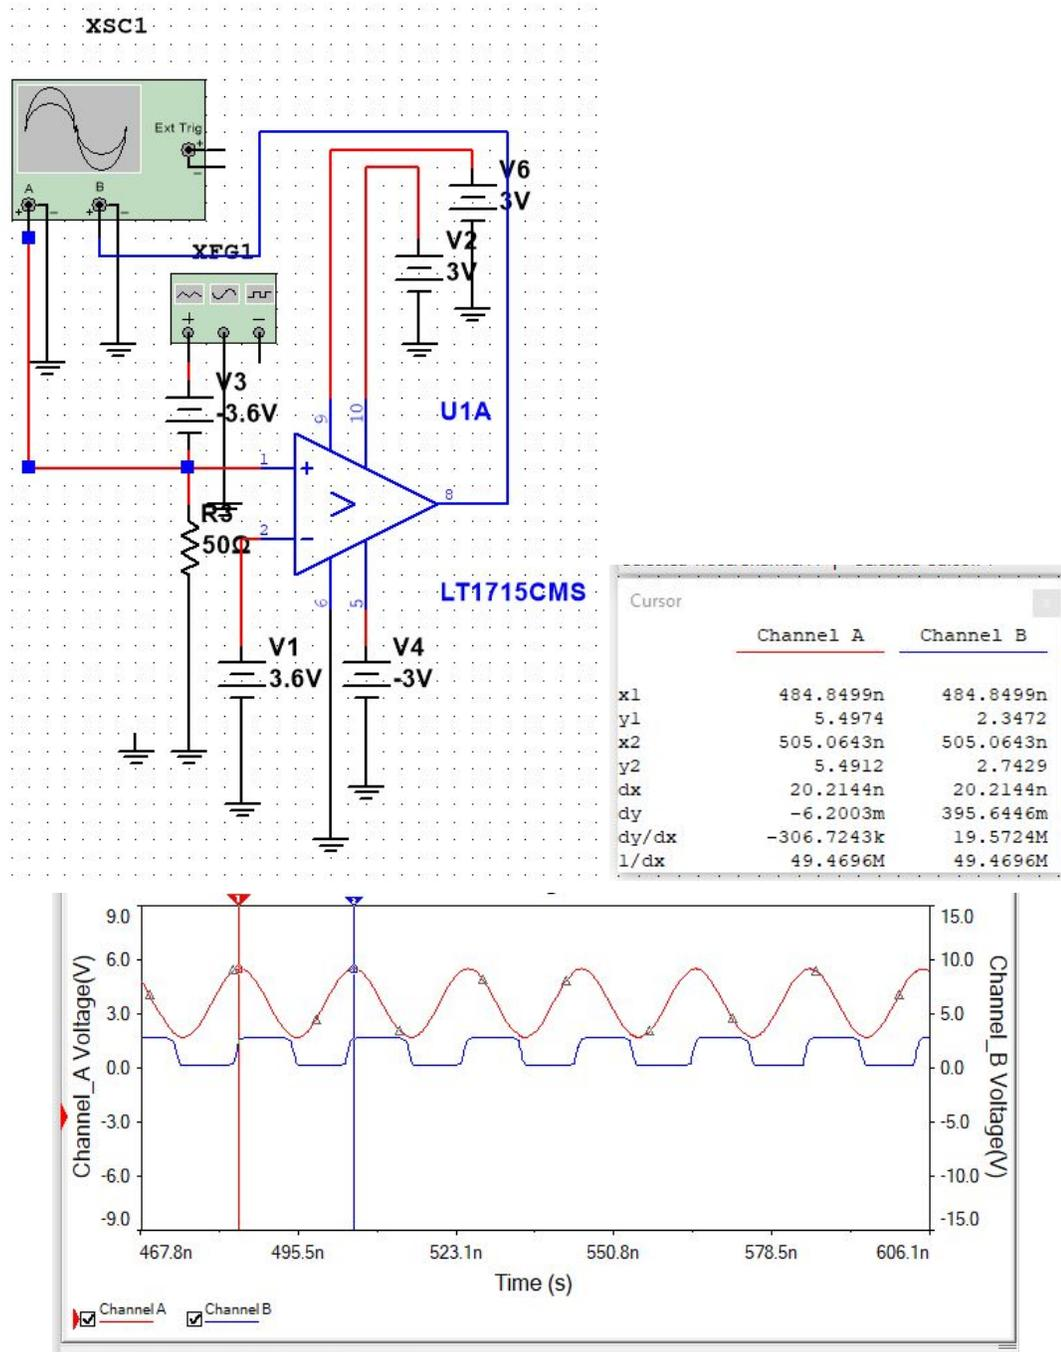 XSC1
Ext Trig
+
-
A
B
+
-
+
-
V6
3V
V2
3V
XFG1
+
-
V3
-3.6V
9
10
U1A
1
+
8
R3
50Ω
2
-
6
5
LT1715CMS
V1
3.6V
V4
-3V
Cursor
x
Channel A Channel B
x1 484.8499n 484.8499n
y1 5.4974 2.3472
x2 505.0643n 505.0643n
y2 5.4912 2.7429
dx 20.2144n 20.2144n
dy -6.2003m 395.6446m
dy/dx -306.7243k 19.5724M
1/dx 49.4696M 49.4696M
1
2
9.0
6.0
3.0
0.0
-3.0
-6.0
-9.0
Channel_A Voltage(V)
15.0
10.0
5.0
0.0
-5.0
-10.0
-15.0
Channel_B Voltage(V)
467.8n 495.5n 523.1n 550.8n 578.5n 606.1n
Time (s)
Channel A Channel B